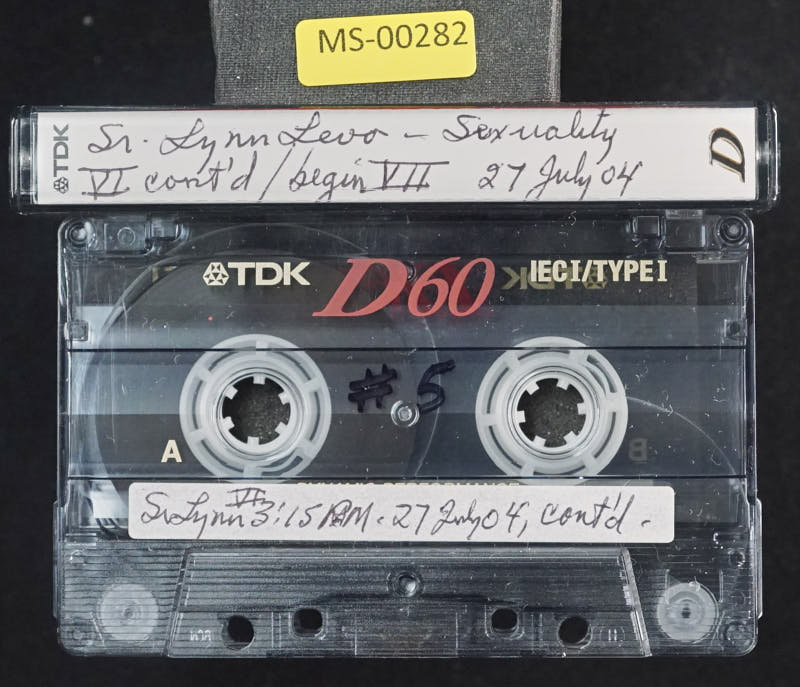 MS-00282
TDK Sr. Lynn Levo - Sexuality D
VI cont'd / begin VII 27 July 04
TDK D60 IEC I / TYPE I
#5
A B
VI
Sr Lynn 3:15 PM. 27 July 04, cont'd.